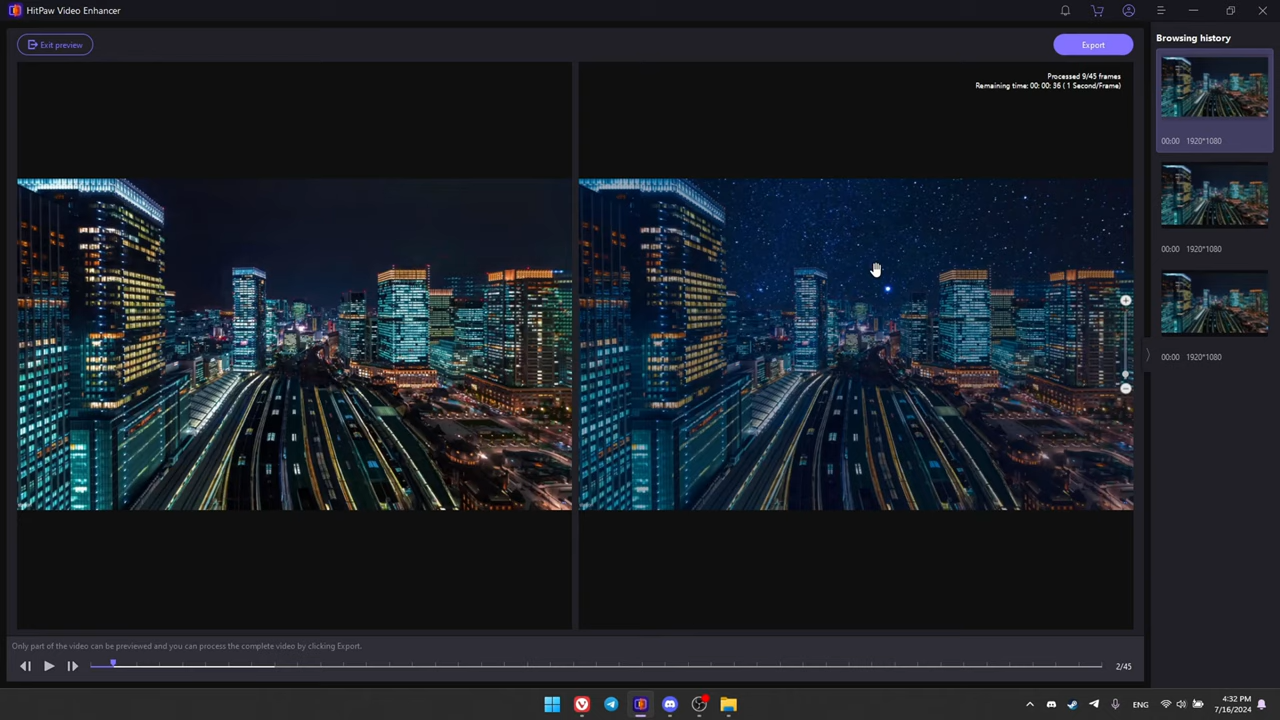 HitPaw Video Enhancer
Exit preview
Export
Browsing history
Processed 9/45 frames
Remaining time: 00: 00: 36 ( 1 Second/Frame)
00:00 1920*1080
00:00 1920*1080
00:00 1920*1080
Only part of the video can be previewed and you can process the complete video by clicking Export.
2/45
ENG
4:32 PM
7/16/2024